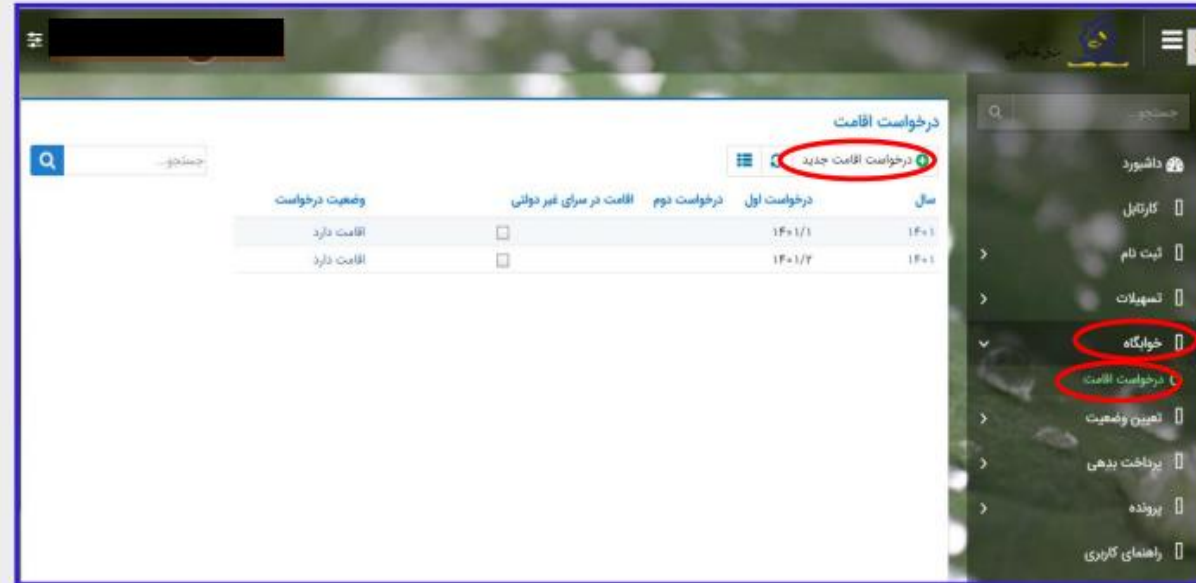 جستجو...
داشبورد
کارتابل
ثبت نام
تسهیلات
خوابگاه
درخواست اقامت
تعیین وضعیت
پرداخت بدهی
پرونده
راهنمای کاربری
درخواست اقامت
درخواست اقامت جدید
جستجو...
سال درخواست اول درخواست دوم اقامت در سرای غیر دولتی وضعیت درخواست
۱۴۰۱ ۱۴۰۱/۱ اقامت دارد
۱۴۰۱ ۱۴۰۱/۲ اقامت دارد